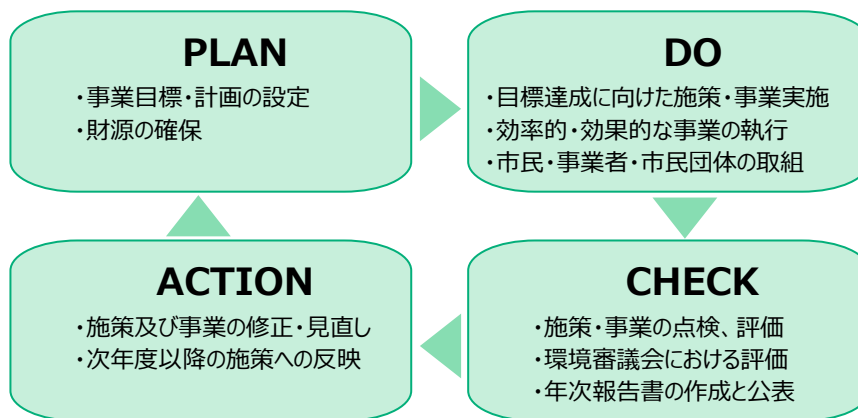 PLAN
・事業目標・計画の設定
・財源の確保
DO
・目標達成に向けた施策・事業実施
・効率的・効果的な事業の執行
・市民・事業者・市民団体の取組
ACTION
・施策及び事業の修正・見直し
・次年度以降の施策への反映
CHECK
・施策・事業の点検、評価
・環境審議会における評価
・年次報告書の作成と公表